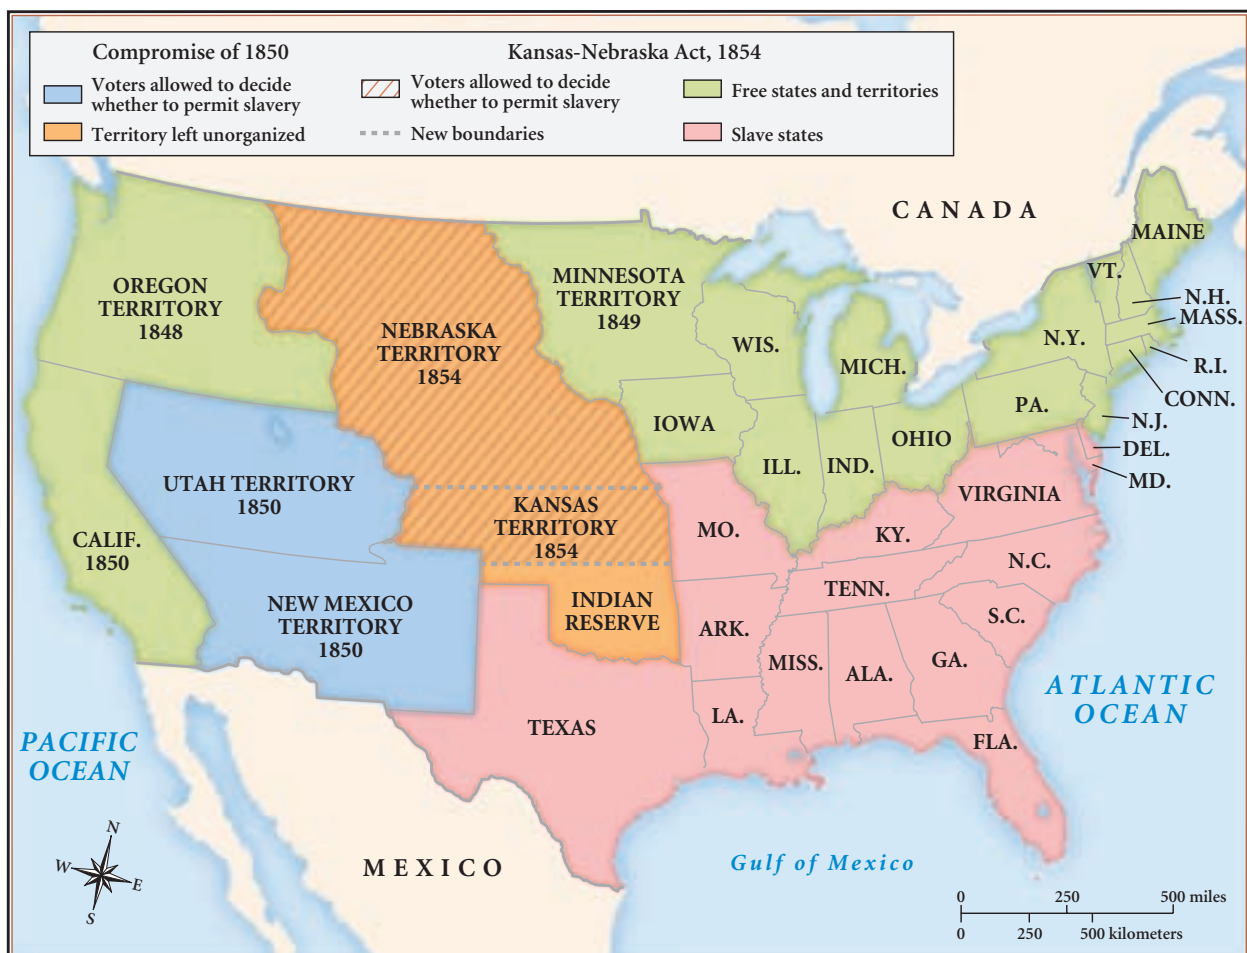 Compromise of 1850
Voters allowed to decide
whether to permit slavery
Territory left unorganized
Kansas-Nebraska Act, 1854
Voters allowed to decide
whether to permit slavery
New boundaries
Free states and territories
Slave states
CANADA
OREGON
TERRITORY
1848
NEBRASKA
TERRITORY
1854
MINNESOTA
TERRITORY
1849
WIS.
MICH.
IOWA
ILL.
IND.
OHIO
PA.
N.Y.
VT.
MAINE
N.H.
MASS.
R.I.
CONN.
N.J.
DEL.
MD.
CALIF.
1850
UTAH TERRITORY
1850
NEW MEXICO
TERRITORY
1850
KANSAS
TERRITORY
1854
INDIAN
RESERVE
MO.
KY.
VIRGINIA
N.C.
TENN.
S.C.
ARK.
MISS.
ALA.
GA.
LA.
TEXAS
FLA.
PACIFIC
OCEAN
ATLANTIC
OCEAN
Gulf of Mexico
MEXICO
N
W
E
S
0 250 500 miles
0 250 500 kilometers